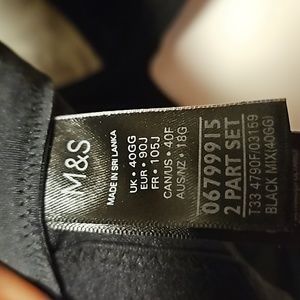 M&S
MADE IN SRI LANKA
UK • 40GG
EUR • 90J
FR • 105J
CAN/US • 40F
AUS/NZ • 18G
06799915
2 PART SET
T33 4790F/03169
BLACK MIX(40GG)